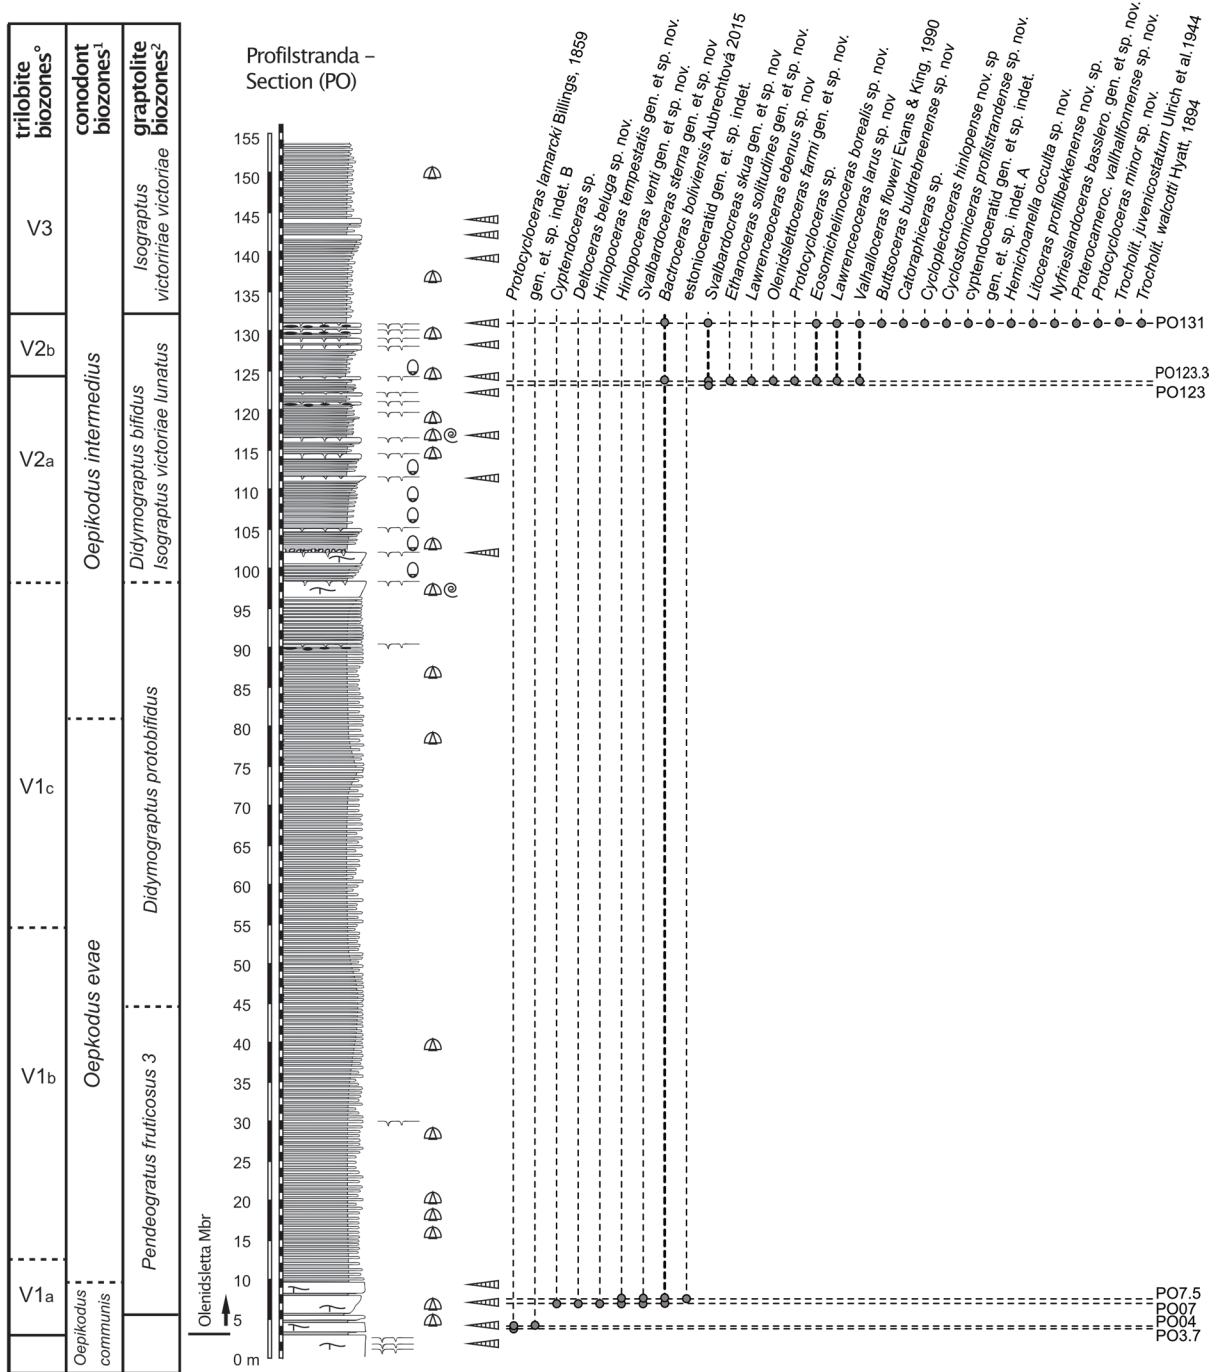 trilobite
biozones°
conodont
biozones¹
graptolite
biozones²
Profilstranda –
Section (PO)
Protocycloceras lamarcki Billings, 1859
gen. et sp. indet. B
Cyptendoceras sp.
Deltoceras beluga sp. nov.
Hinlopoceras tempestatis gen. et sp. nov.
Hinlopoceras venti gen. et sp. nov.
Svalbardoceras sterna gen. et sp. nov
Bactroceras boliviensis Aubrechtová 2015
estonioceratid gen. et. sp. indet.
Svalbardoreas skua gen. et sp. nov
Ethanoceras solitudines gen. et sp. nov.
Lawrenceoceras ebenus sp. nov
Olenidslettoceras farmi gen. et sp. nov.
Protocycloceras sp.
Eosomichelinoceras borealis sp. nov.
Lawrenceoceras larus sp. nov
Valhalloceras floweri Evans & King, 1990
Buttsoceras buldrebreenense sp. nov
Catoraphiceras sp.
Cycloplectoceras hinlopense nov. sp
Cyclostomiceras profilstrandense sp. nov.
cyptendoceratid gen. et sp. indet.
gen. et sp. indet. A
Hemichoanella occulta sp. nov.
Litoceras profilbekkenense nov. sp.
Nyfrieslandoceras basslero. gen. et sp. nov.
Proterocameroc. vallhallfonnense sp. nov.
Protocycloceras minor sp. nov.
Trocholit. juvenicostatum Ulrich et al.1944
Trocholit. walcotti Hyatt, 1894
V3
V2b
V2a
V1c
V1b
V1a
Oepikodus intermedius
Oepkodus evae
Oepikodus
communis
Isograptus
victoririae victoriae
Didymograptus bifidus
Isograptus victoriae lunatus
Didymograptus protobifidus
Pendeogratus fruticosus 3
Olenidsletta Mbr
155
150
145
140
135
130
125
120
115
110
105
100
95
90
85
80
75
70
65
60
55
50
45
40
35
30
25
20
15
10
5
0 m
PO131
PO123.3
PO123
PO7.5
PO07
PO04
PO3.7